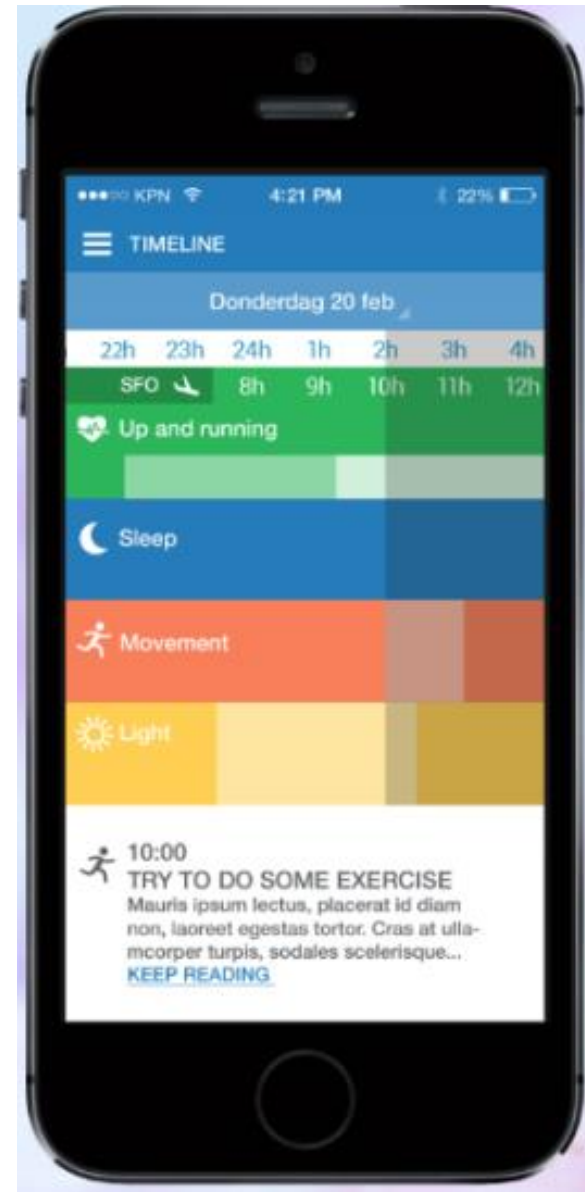 KPN 4:21 PM 22%
TIMELINE
Donderdag 20 feb
22h 23h 24h 1h 2h 3h 4h
SFO 8h 9h 10h 11h 12h
Up and running
Sleep
Movement
Light
10:00
TRY TO DO SOME EXERCISE
Mauris ipsum lectus, placerat id diam
non, laoreet egestas tortor. Cras at ulla-
mcorper turpis, sodales scelerisque...
KEEP READING